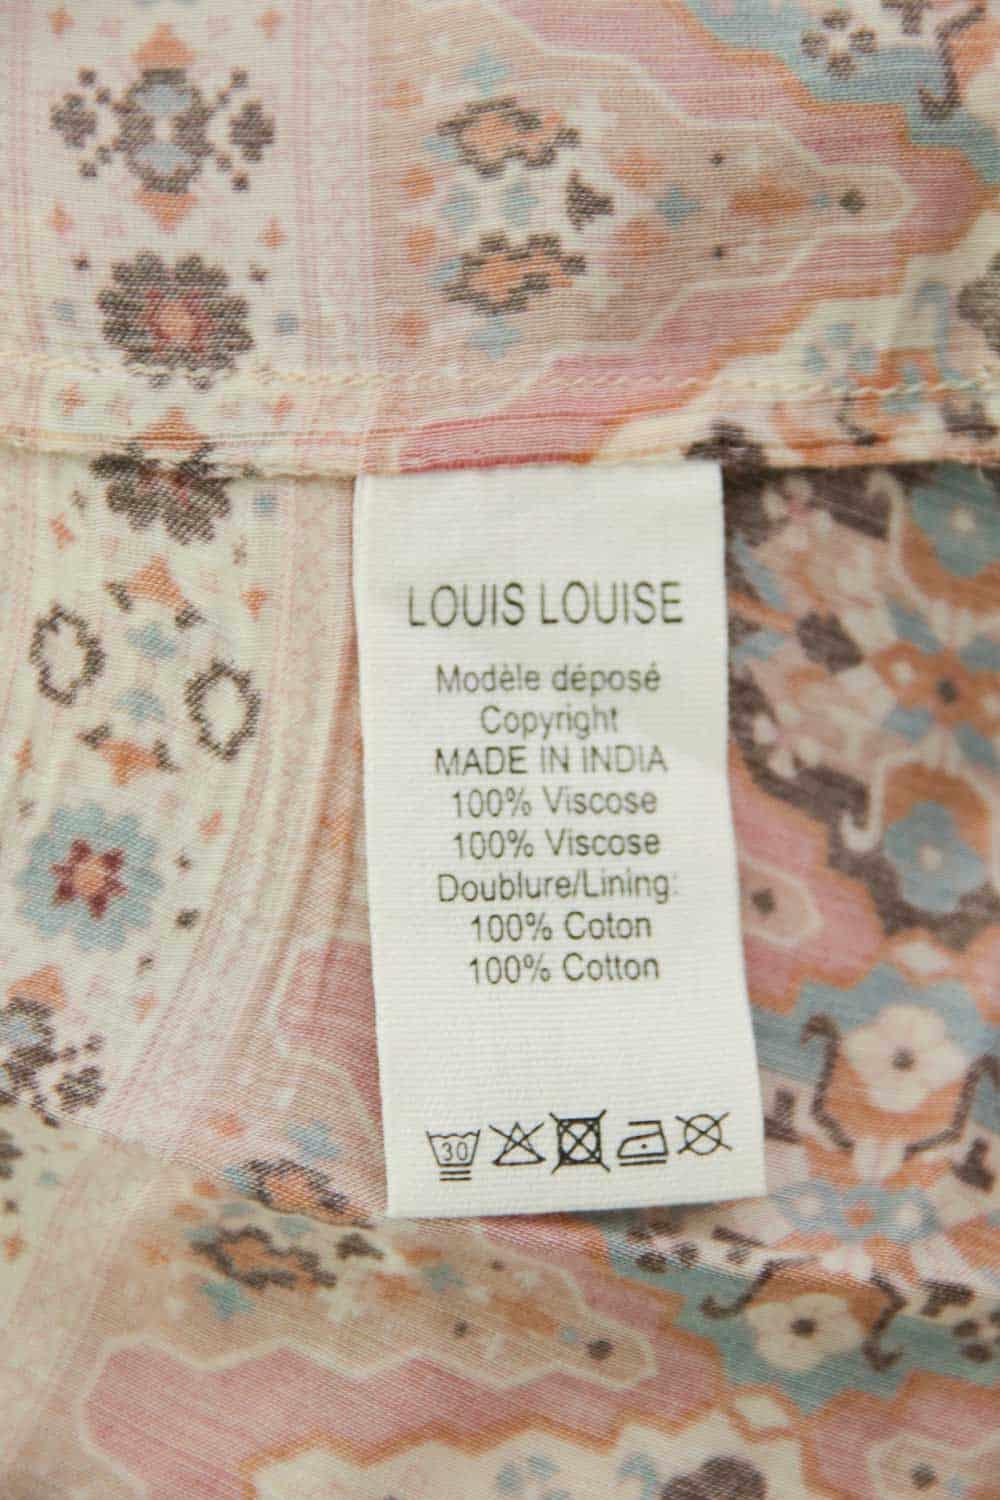 LOUIS LOUISE
Modèle déposé
Copyright
MADE IN INDIA
100% Viscose
100% Viscose
Doublure/Lining:
100% Coton
100% Cotton
30